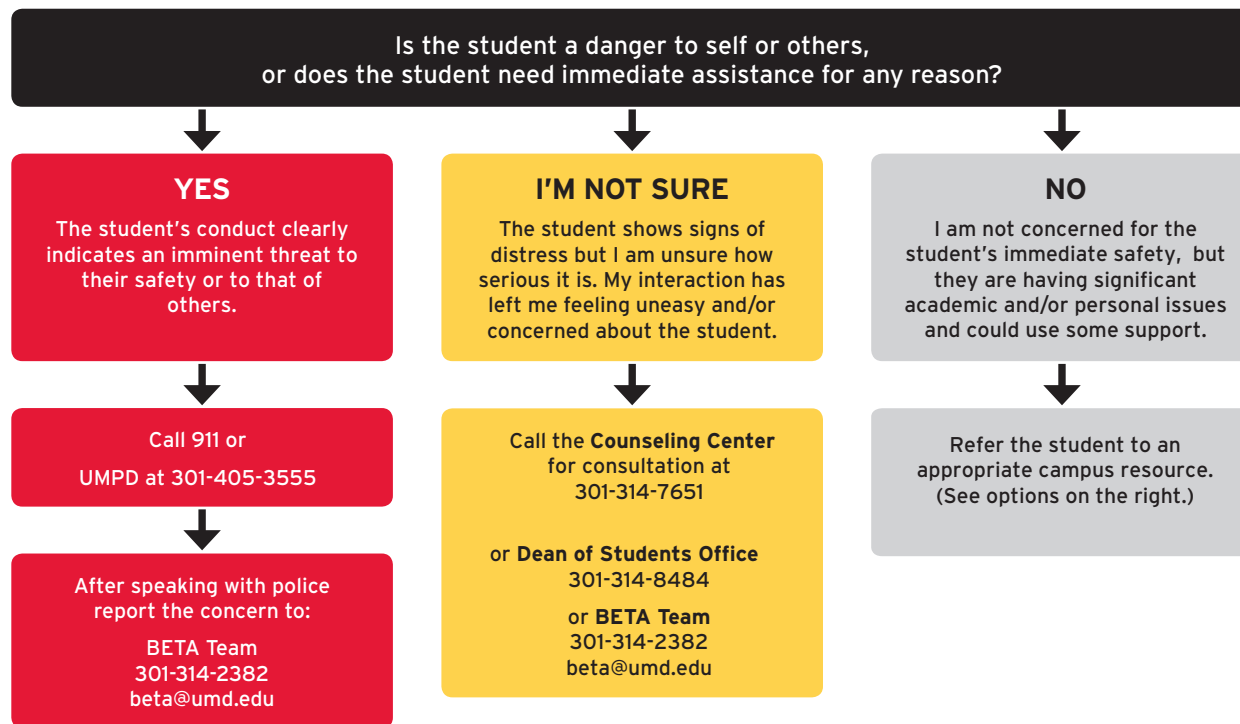 Is the student a danger to self or others,
or does the student need immediate assistance for any reason?
YES
The student's conduct clearly
indicates an imminent threat to
their safety or to that of
others.
Call 911 or
UMPD at 301-405-3555
After speaking with police
report the concern to:
BETA Team
301-314-2382
beta@umd.edu
I'M NOT SURE
The student shows signs of
distress but I am unsure how
serious it is. My interaction has
left me feeling uneasy and/or
concerned about the student.
Call the Counseling Center
for consultation at
301-314-7651
or Dean of Students Office
301-314-8484
or BETA Team
301-314-2382
beta@umd.edu
NO
I am not concerned for the
student's immediate safety, but
they are having significant
academic and/or personal issues
and could use some support.
Refer the student to an
appropriate campus resource.
(See options on the right.)